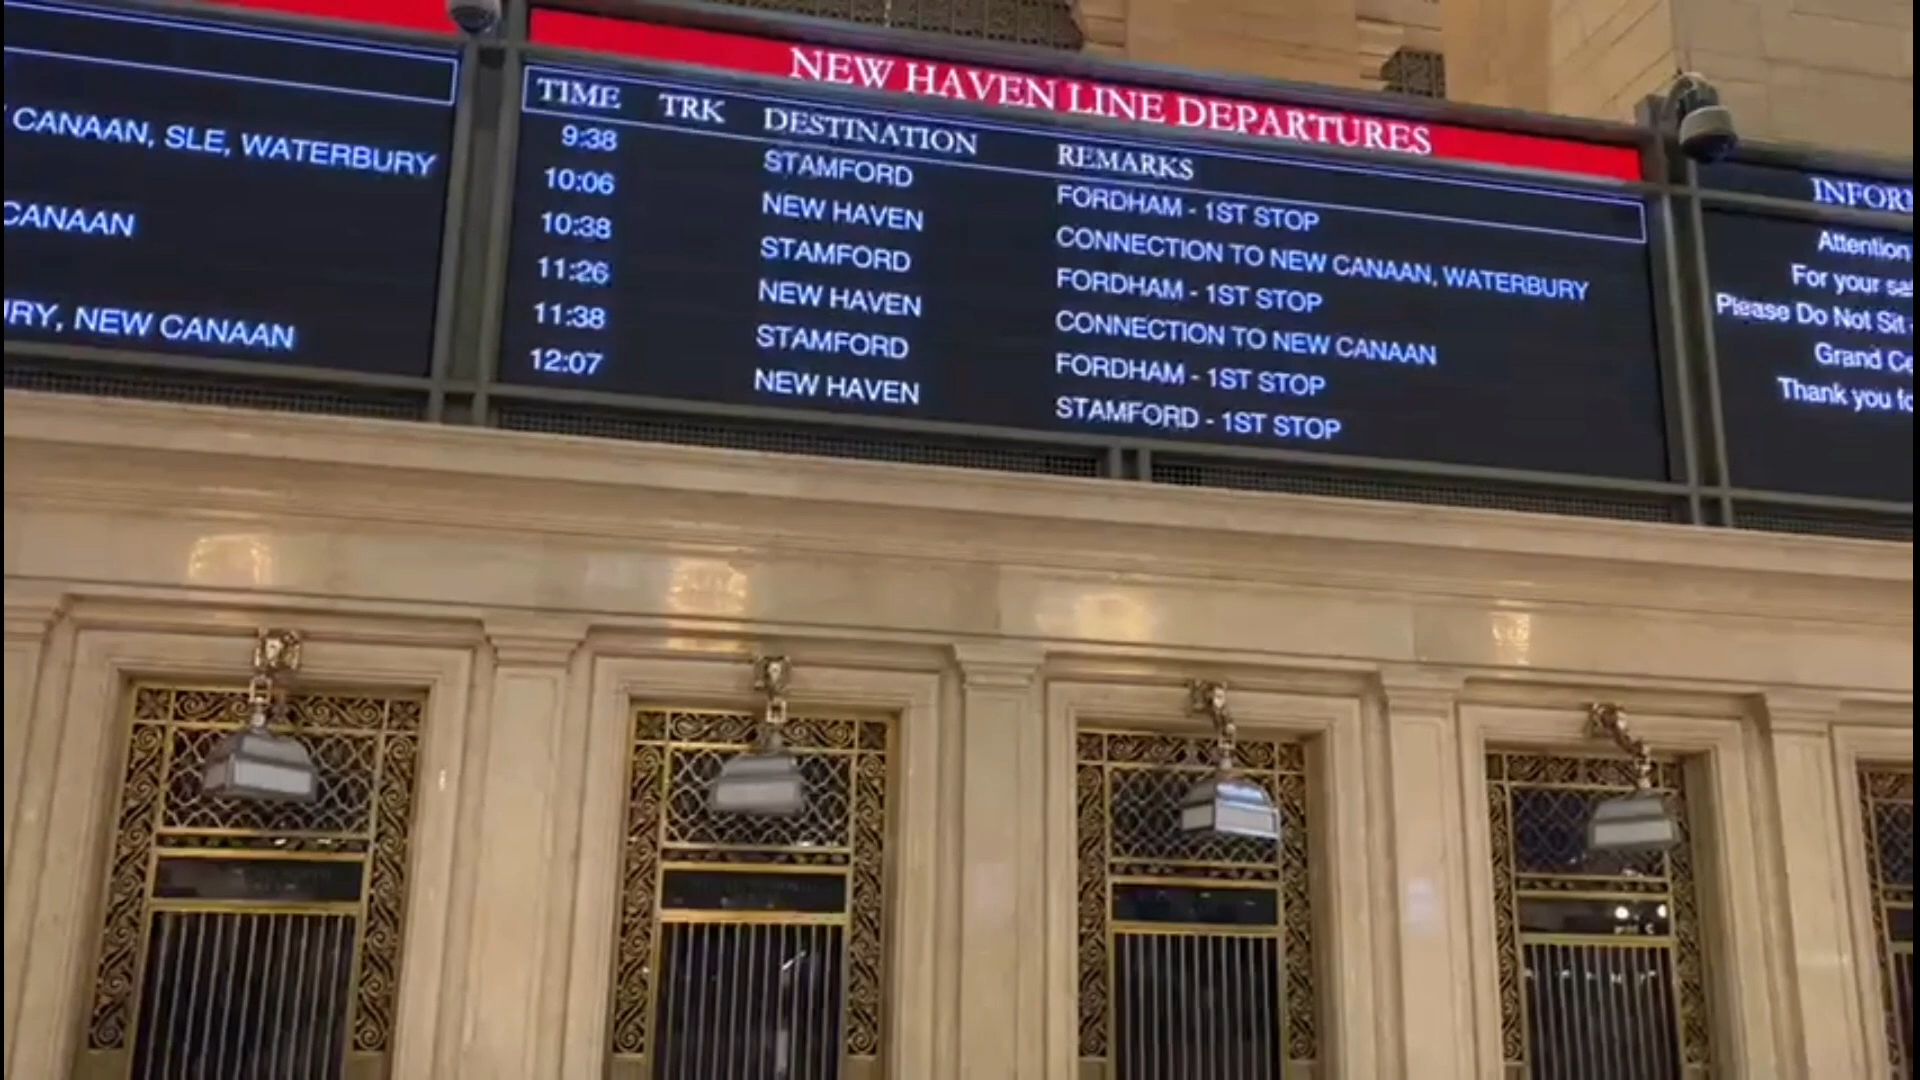 CANAAN, SLE, WATERBURY
CANAAN
URY, NEW CANAAN
NEW HAVEN LINE DEPARTURES
TIME TRK DESTINATION REMARKS
9:38 STAMFORD FORDHAM - 1ST STOP
10:06 NEW HAVEN CONNECTION TO NEW CANAAN, WATERBURY
10:38 STAMFORD FORDHAM - 1ST STOP
11:26 NEW HAVEN CONNECTION TO NEW CANAAN
11:38 STAMFORD FORDHAM - 1ST STOP
12:07 NEW HAVEN STAMFORD - 1ST STOP
INFOR
Attention
For your sa
Please Do Not Sit
Grand Ce
Thank you fo